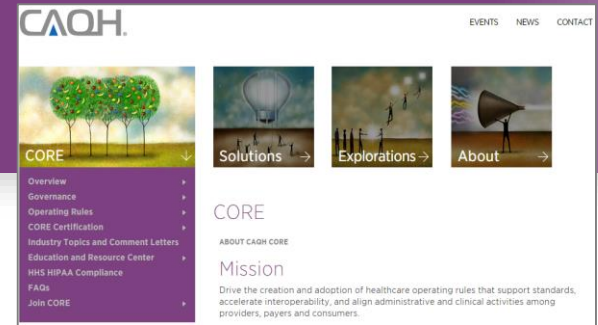 CAQH.
EVENTS NEWS CONTACT
CORE ↓
Solutions →
Explorations →
About →
Overview
Governance
Operating Rules
CORE Certification
Industry Topics and Comment Letters
Education and Resource Center
HHS HIPAA Compliance
FAQs
Join CORE
CORE
ABOUT CAQH CORE
Mission
Drive the creation and adoption of healthcare operating rules that support standards,
accelerate interoperability, and align administrative and clinical activities among
providers, payers and consumers.